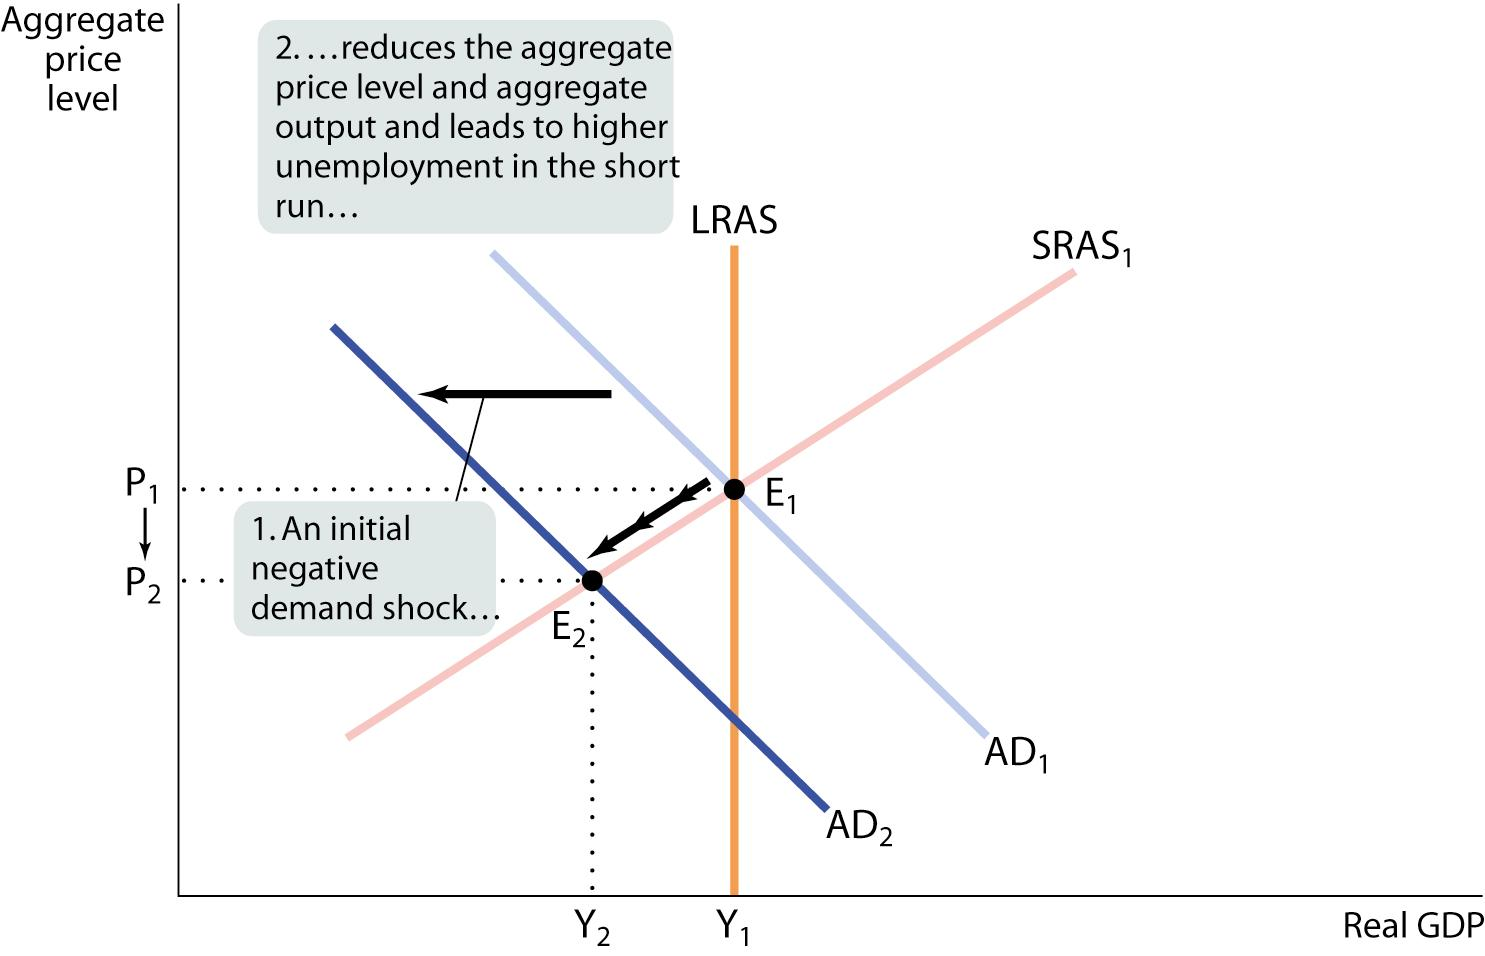 Aggregate
price
level
2. …reduces the aggregate
price level and aggregate
output and leads to higher
unemployment in the short
run…
LRAS
SRAS1
P1
E1
1. An initial
negative
demand shock…
P2
E2
AD1
AD2
Y2
Y1
Real GDP